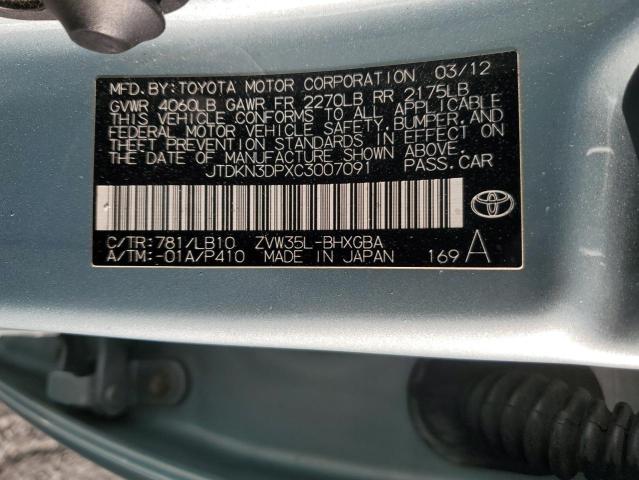 MFD.BY:TOYOTA MOTOR CORPORATION 03/12
GVWR 4060LB GAWR FR 2270LB RR 2175LB
THIS VEHICLE CONFORMS TO ALL APPLICABLE
FEDERAL MOTOR VEHICLE SAFETY, BUMPER, AND
THEFT PREVENTION STANDARDS IN EFFECT ON
THE DATE OF MANUFACTURE SHOWN ABOVE.
JTDKN3DPXC3007091 PASS.CAR
C/TR:781/LB10 ZVW35L-BHXGBA
A/TM:-01A/P410 MADE IN JAPAN 169 A